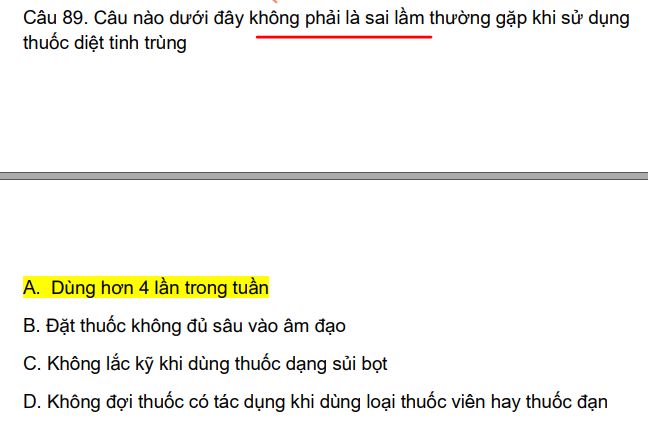 Câu 89. Câu nào dưới đây không phải là sai lầm thường gặp khi sử dụng
thuốc diệt tinh trùng
A. Dùng hơn 4 lần trong tuần
B. Đặt thuốc không đủ sâu vào âm đạo
C. Không lắc kỹ khi dùng thuốc dạng sủi bọt
D. Không đợi thuốc có tác dụng khi dùng loại thuốc viên hay thuốc đạn